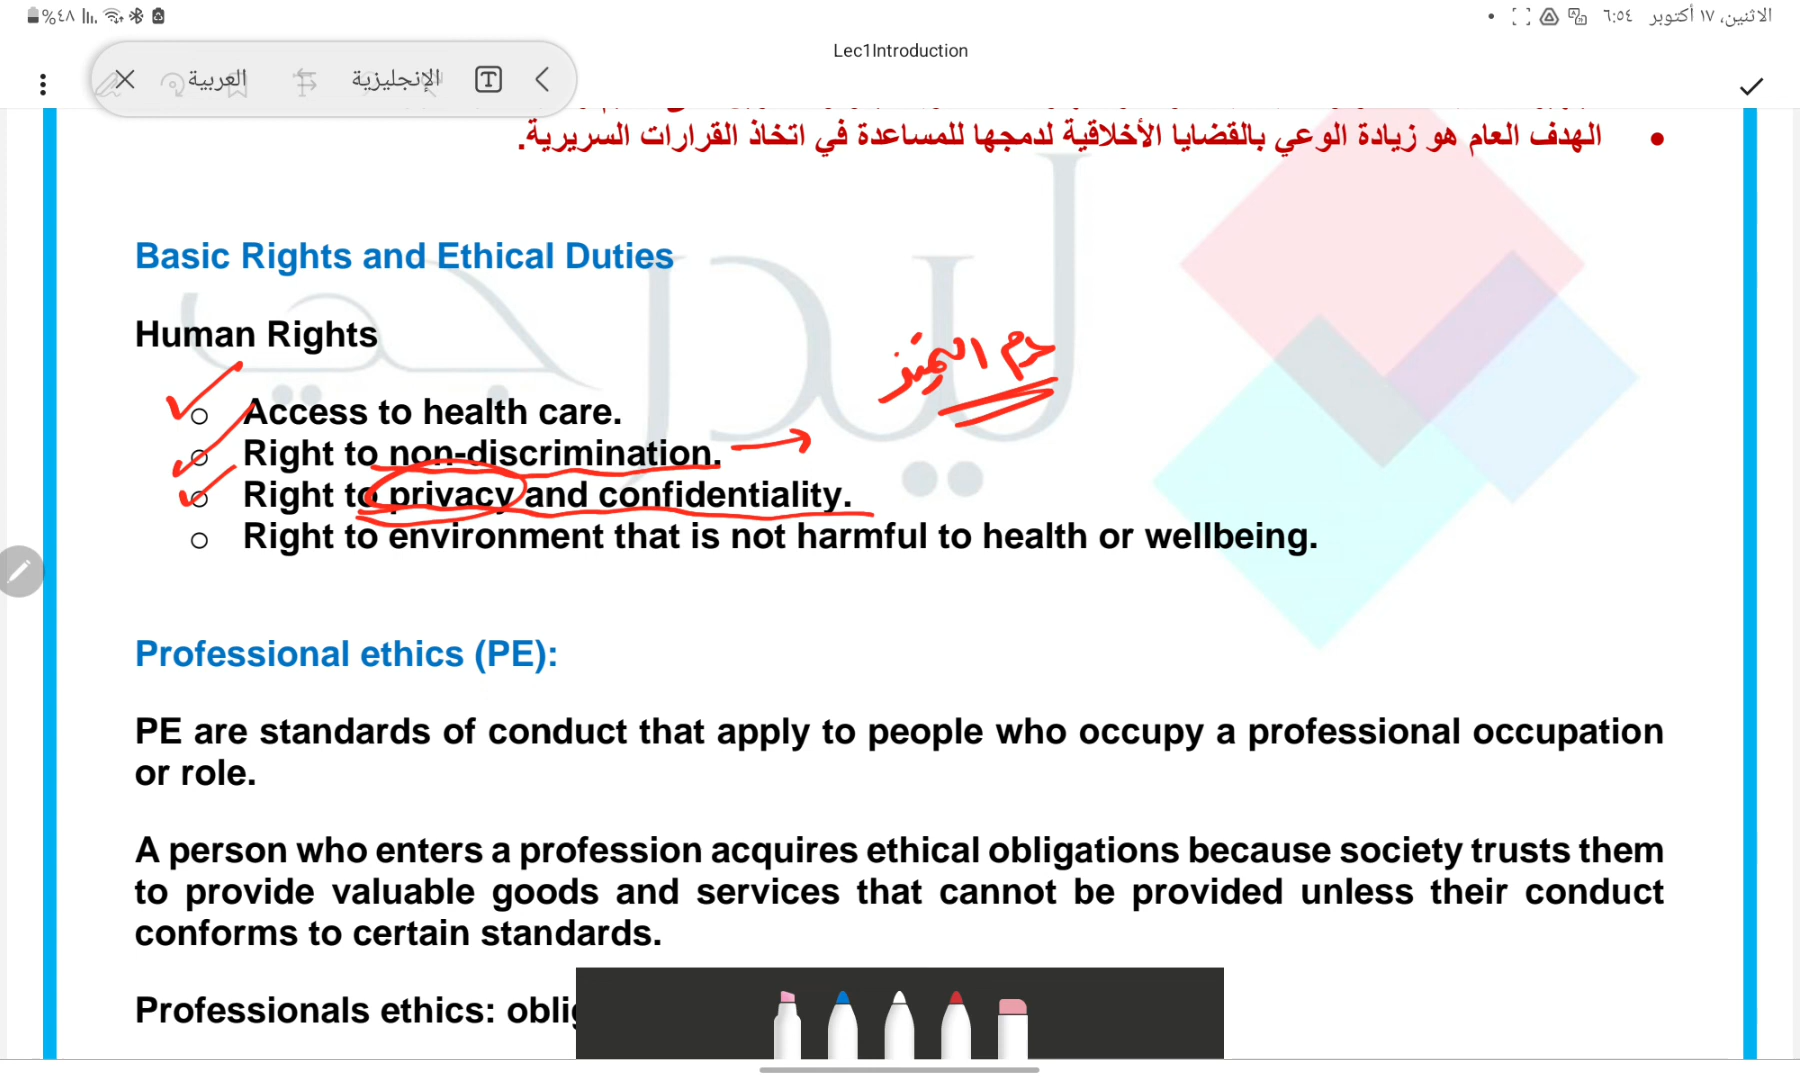 %٤٨
٦:٥٤ الاثنين، ١٧ أكتوبر
Lec1Introduction
العربية
الإنجليزية
الهدف العام هو زيادة الوعي بالقضايا الأخلاقية لدمجها للمساعدة في اتخاذ القرارات السريرية.
Basic Rights and Ethical Duties
Human Rights
o Access to health care.
o Right to non-discrimination.
التمييز
o Right to privacy and confidentiality.
o Right to environment that is not harmful to health or wellbeing.
Professional ethics (PE):
PE are standards of conduct that apply to people who occupy a professional occupation
or role.
A person who enters a profession acquires ethical obligations because society trusts them
to provide valuable goods and services that cannot be provided unless their conduct
conforms to certain standards.
Professionals ethics: